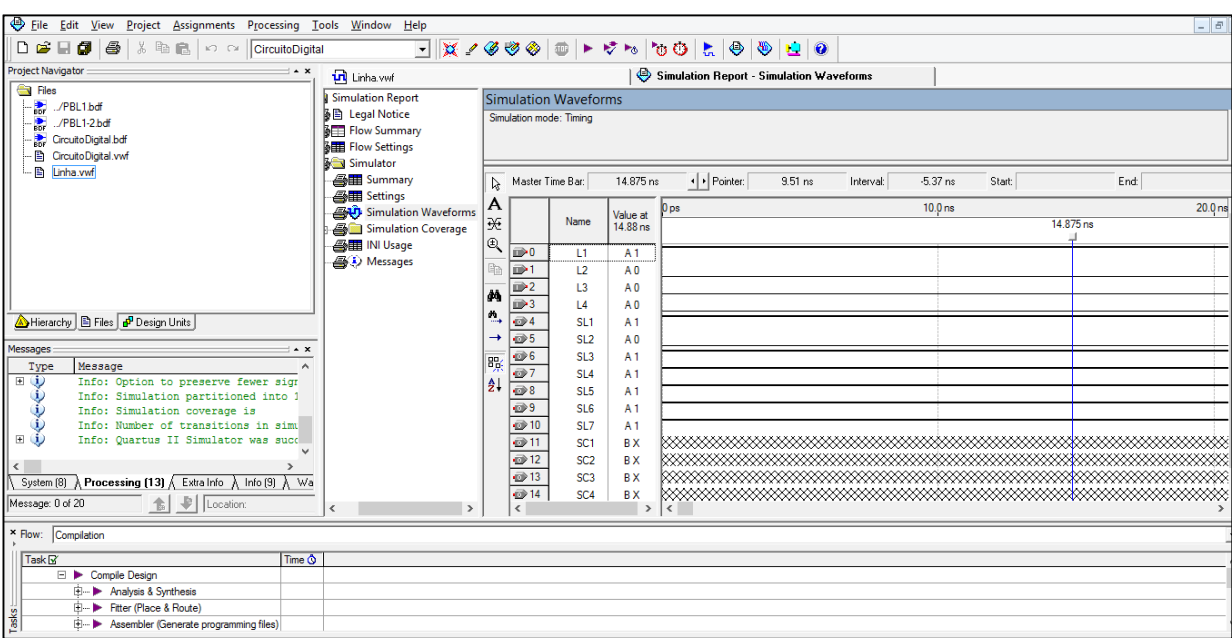 File Edit View Project Assignments Processing Tools Window Help
CircuitoDigital
Project Navigator
Files
../PBL1.bdf
../PBL1-2.bdf
CircuitoDigital.bdf
CircuitoDigital.vwf
Linha.vwf
Hierarchy Files Design Units
Messages
Type Message
Info: Option to preserve fewer sign
Info: Simulation partitioned into 1
Info: Simulation coverage is
Info: Number of transitions in simu
Info: Quartus II Simulator was succ
System (8) Processing (13) Extra Info Info (9) Wa
Message: 0 of 20 Location:
Linha.vwf
Simulation Report - Simulation Waveforms
Simulation Report
Legal Notice
Flow Summary
Flow Settings
Simulator
Summary
Settings
Simulation Waveforms
Simulation Coverage
INI Usage
Messages
Simulation Waveforms
Simulation mode: Timing
Master Time Bar: 14.875 ns Pointer: 9.51 ns Interval: -5.37 ns Start: End:
Name Value at 14.88 ns 0 ps 10.0 ns 20.0 ns
14.875 ns
0 L1 A 1
1 L2 A 0
2 L3 A 0
3 L4 A 0
4 SL1 A 1
5 SL2 A 0
6 SL3 A 1
7 SL4 A 1
8 SL5 A 1
9 SL6 A 1
10 SL7 A 1
11 SC1 B X
12 SC2 B X
13 SC3 B X
14 SC4 B X
Flow: Compilation
Task Time
Compile Design
Analysis & Synthesis
Fitter (Place & Route)
Assembler (Generate programming files)
Tasks